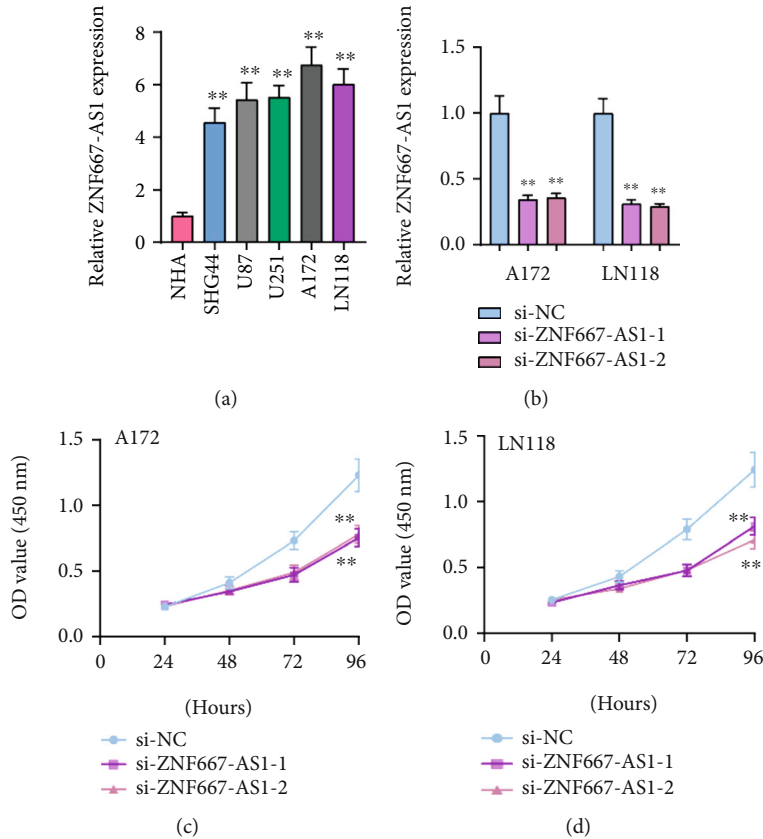 Relative ZNF667-AS1 expression
8
6
4
2
0
**
**
**
**
**
NHA
SHG44
U87
U251
A172
LN118
(a)
Relative ZNF667-AS1 expression
1.5
1.0
0.5
0.0
**
**
**
**
A172
LN118
si-NC
si-ZNF667-AS1-1
si-ZNF667-AS1-2
(b)
A172
OD value (450 nm)
1.5
1.0
0.5
0.0
**
**
0
24
48
72
96
(Hours)
si-NC
si-ZNF667-AS1-1
si-ZNF667-AS1-2
(c)
LN118
OD value (450 nm)
1.5
1.0
0.5
0.0
**
**
0
24
48
72
96
(Hours)
si-NC
si-ZNF667-AS1-1
si-ZNF667-AS1-2
(d)